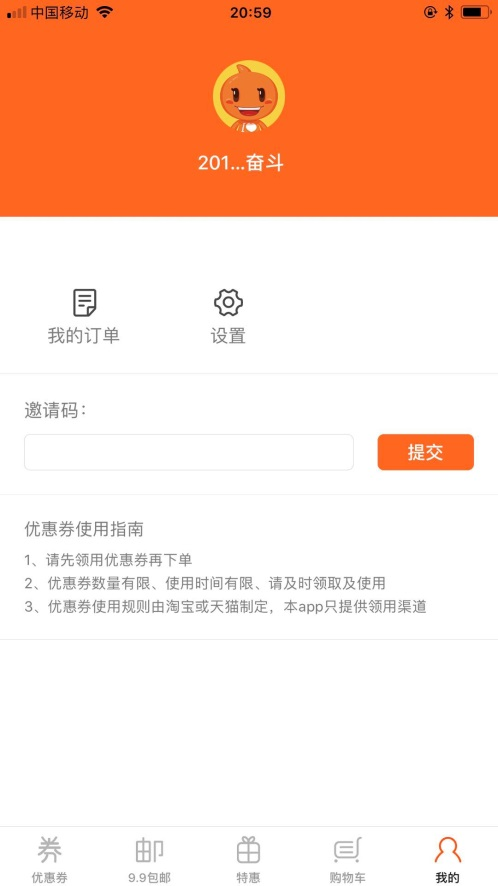 中国移动
20:59
201...奋斗
我的订单
设置
邀请码：
提交
优惠券使用指南
1、请先领用优惠券再下单
2、优惠券数量有限、使用时间有限、请及时领取及使用
3、优惠券使用规则由淘宝或天猫制定，本app只提供领用渠道
券
邮
优惠券
9.9包邮
特惠
购物车
我的